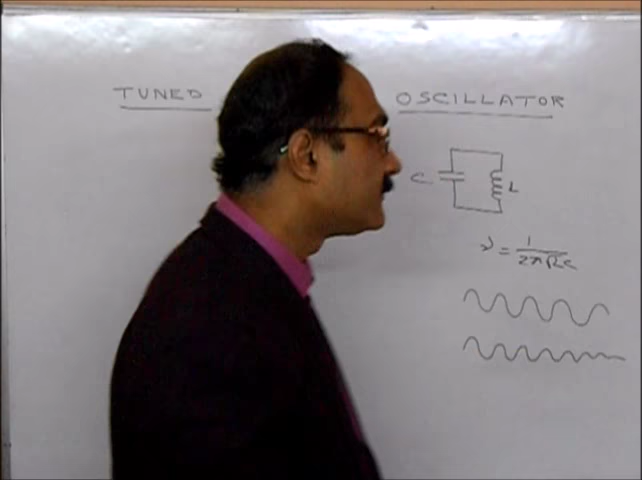 TUNED OSCILLATOR
C L
ν = 1 / 2π√LC